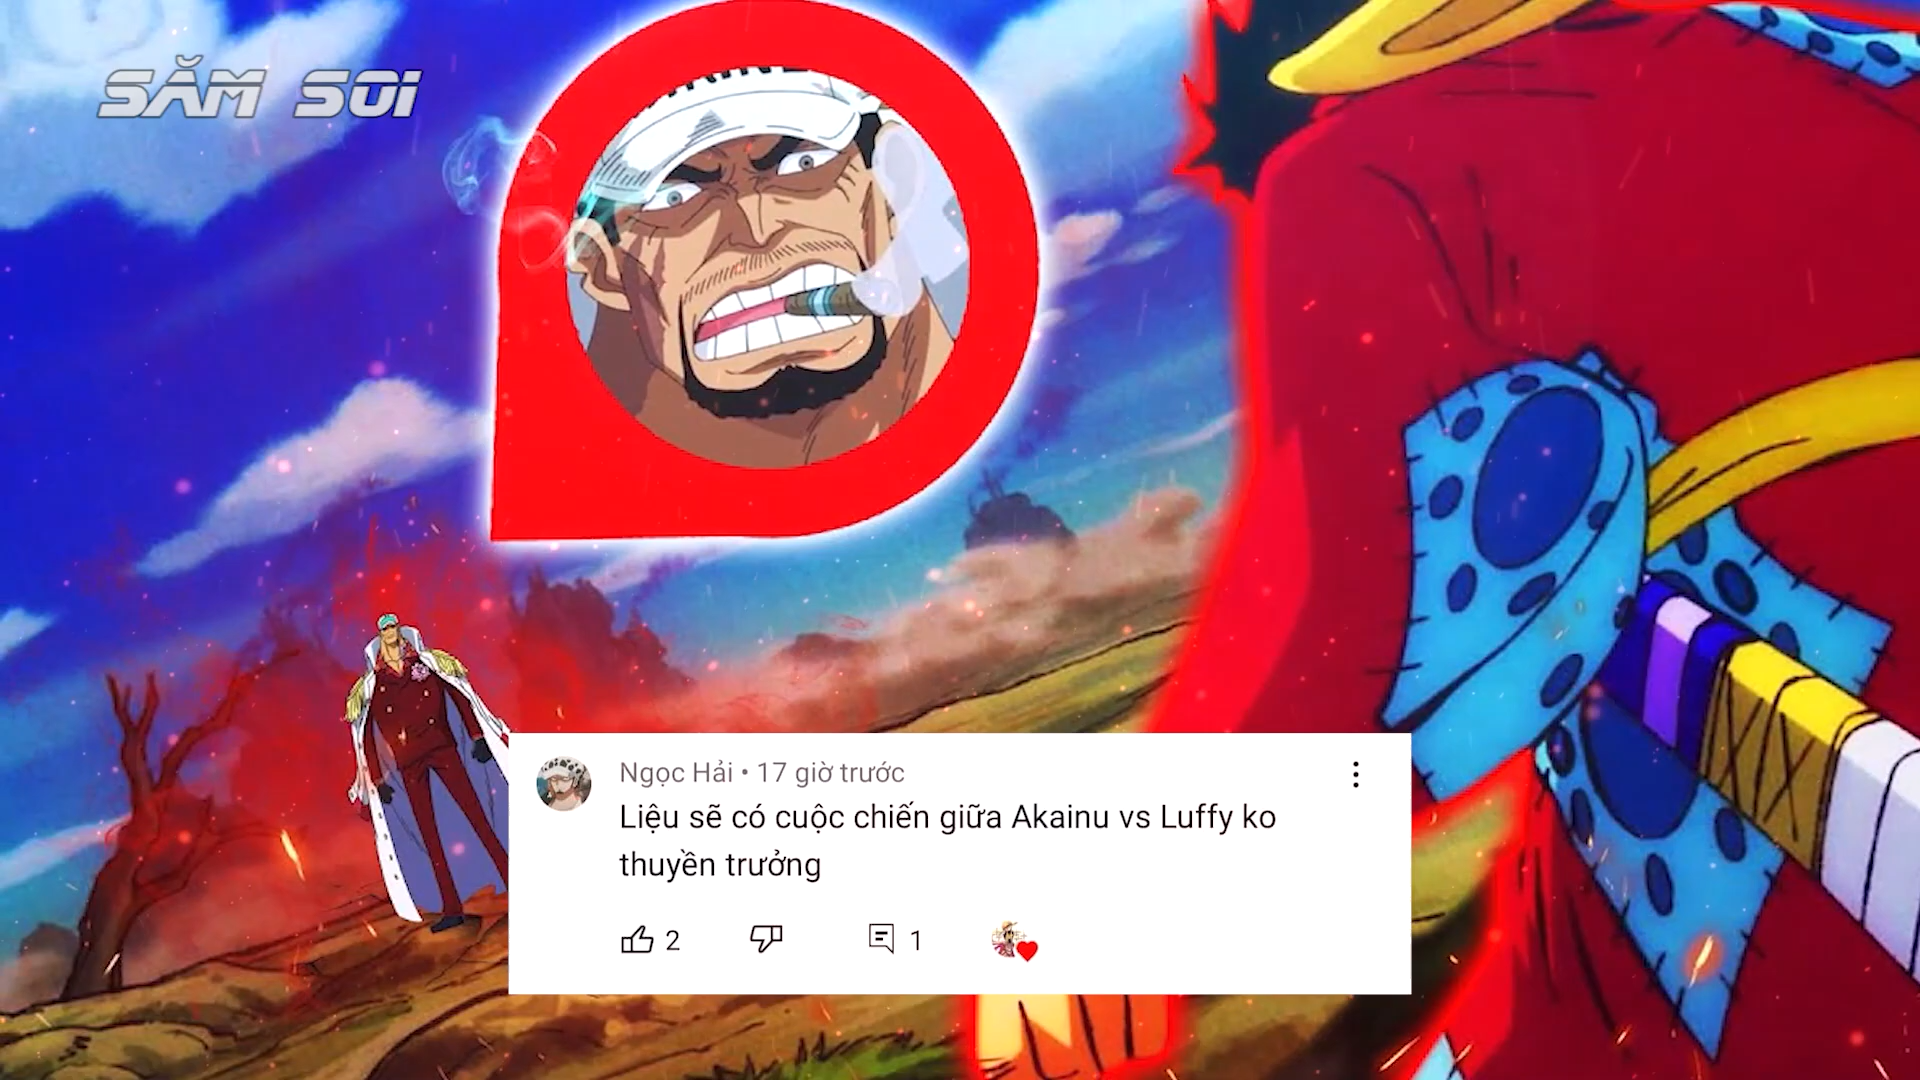 SĂM SOI
Ngọc Hải • 17 giờ trước
Liệu sẽ có cuộc chiến giữa Akainu vs Luffy ko
thuyền trưởng
2
1